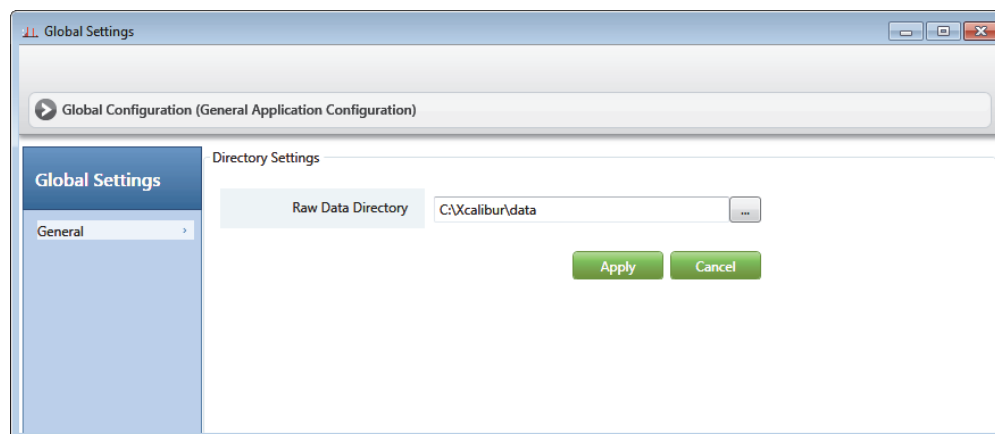 Global Settings
Global Configuration (General Application Configuration)
Global Settings
General
Directory Settings
Raw Data Directory
C:\Xcalibur\data
...
Apply
Cancel